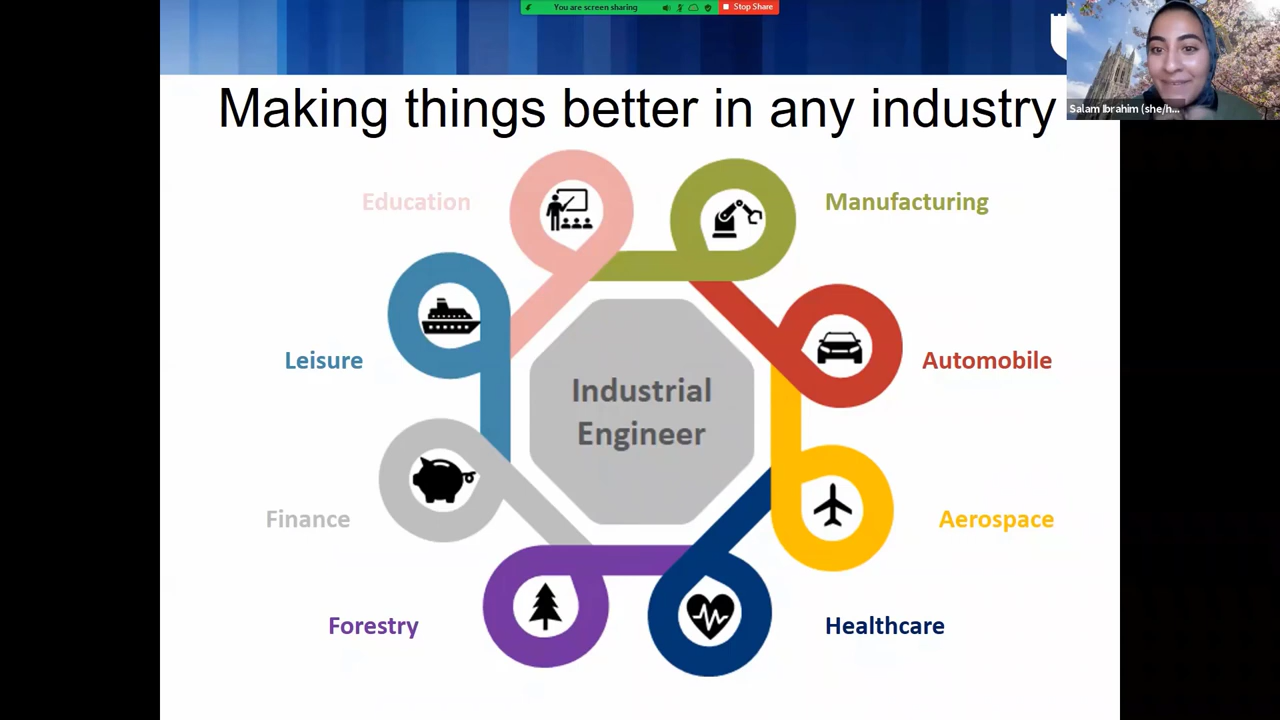 You are screen sharing
Stop Share
Salam Ibrahim (she/h...
Making things better in any industry
Education
Manufacturing
Leisure
Automobile
Industrial
Engineer
Finance
Aerospace
Forestry
Healthcare